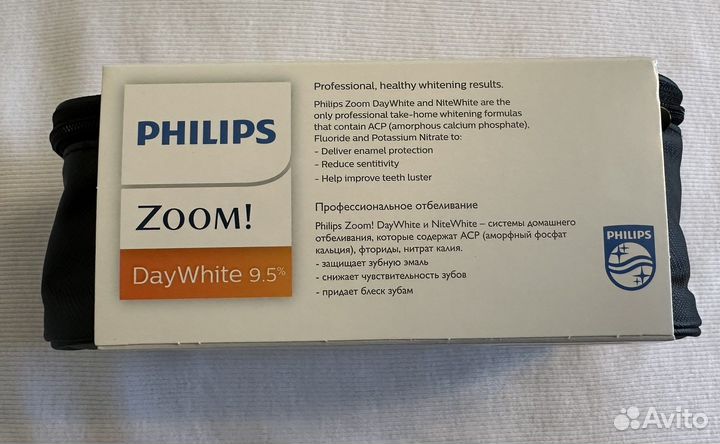 PHILIPS
ZOOM!
DayWhite 9.5%
Professional, healthy whitening results.
Philips Zoom DayWhite and NiteWhite are the
only professional take-home whitening formulas
that contain ACP (amorphous calcium phosphate),
Fluoride and Potassium Nitrate to:
- Deliver enamel protection
- Reduce sentitivity
- Help improve teeth luster
Профессиональное отбеливание
Philips Zoom! DayWhite и NiteWhite – системы домашнего
отбеливания, которые содержат АСР (аморфный фосфат
кальция), фториды, нитрат калия.
- защищает зубную эмаль
- снижает чувствительность зубов
- придает блеск зубам
PHILIPS
Avito